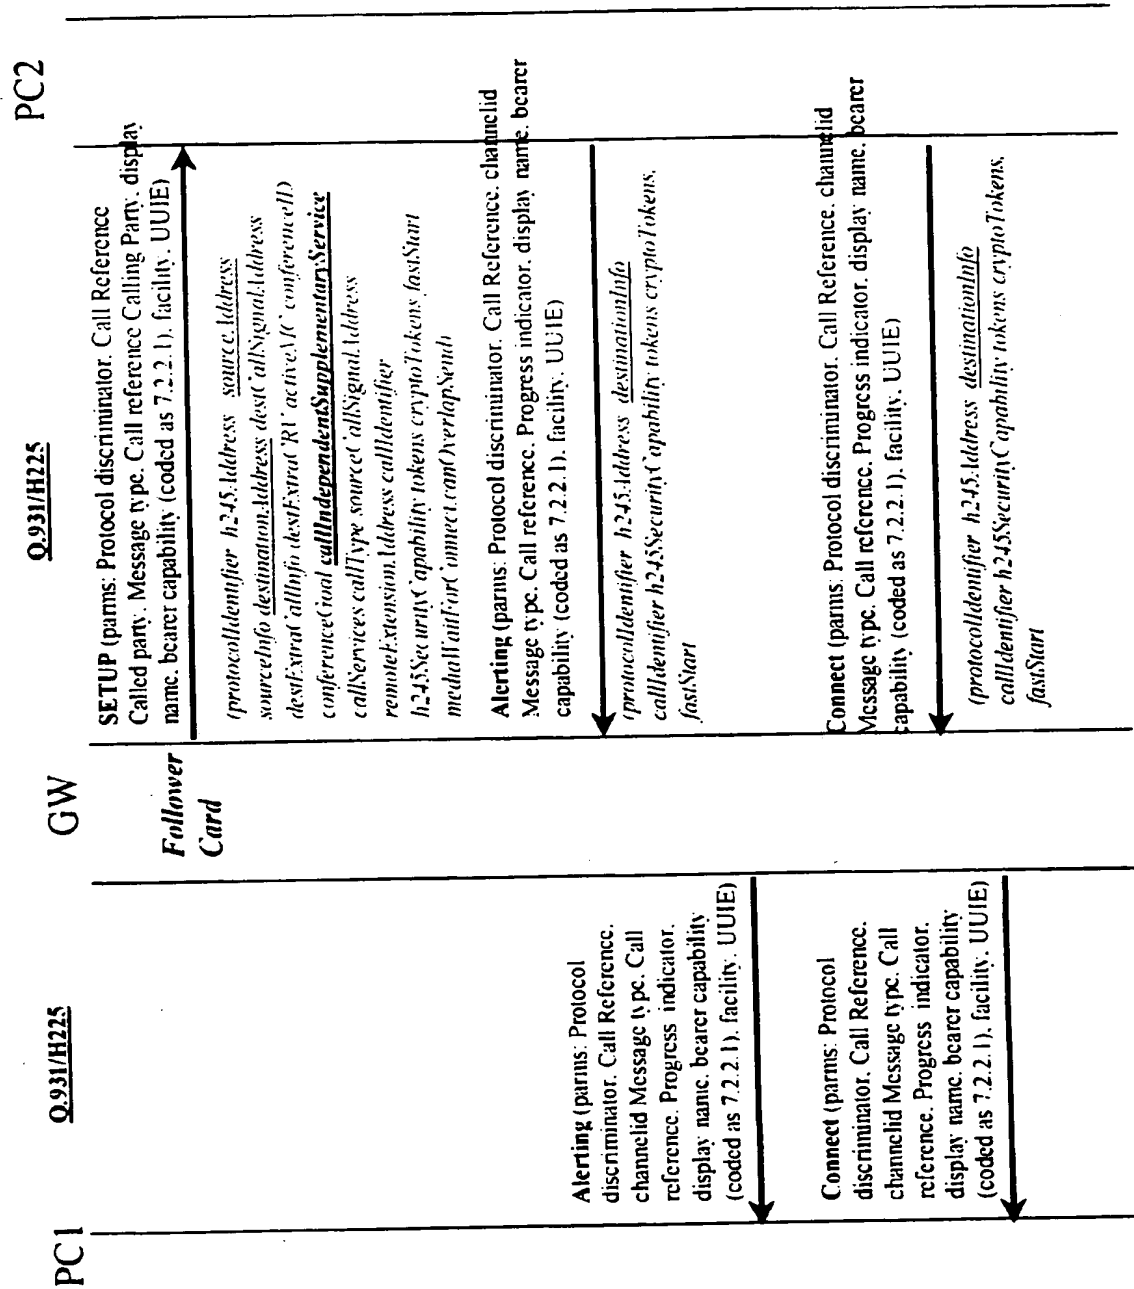 PC1
GW
PC2
Q.931/H225
Q.931/H225
Follower
Card
SETUP (parms: Protocol discriminator. Call Reference
Called party. Message type. Call reference Calling Party. display
name. bearer capability (coded as 7.2.2.1). facility. UUIE)
(protocolIdentifier h245Address sourceAddress
sourceInfo destinationAddress destCallSignalAddress
destExtraCallInfo destExtraCRV activeMC conferenceID
conferenceGoal callIndependentSupplementaryService
callServices callType sourceCallSignalAddress
remoteExtensionAddress callIdentifier
h245SecurityCapability tokens cryptoTokens fastStart
mediaWaitForConnect canOverlapSend)
Alerting (parms: Protocol discriminator. Call Reference. channelid
Message type. Call reference. Progress indicator. display name. bearer
capability (coded as 7.2.2.1). facility. UUIE)
(protocolIdentifier h245Address destinationInfo
callIdentifier h245SecurityCapability tokens cryptoTokens,
fastStart
Alerting (parms: Protocol
discriminator. Call Reference.
channelid Message type. Call
reference. Progress indicator.
display name. bearer capability
(coded as 7.2.2.1). facility. UUIE)
Connect (parms: Protocol discriminator. Call Reference. channelid
Message type. Call reference. Progress indicator. display name. bearer
capability (coded as 7.2.2.1). facility. UUIE)
(protocolIdentifier h245Address destinationInfo
callIdentifier h245SecurityCapability tokens cryptoTokens,
fastStart
Connect (parms: Protocol
discriminator. Call Reference.
channelid Message type. Call
reference. Progress indicator.
display name. bearer capability
(coded as 7.2.2.1). facility. UUIE)